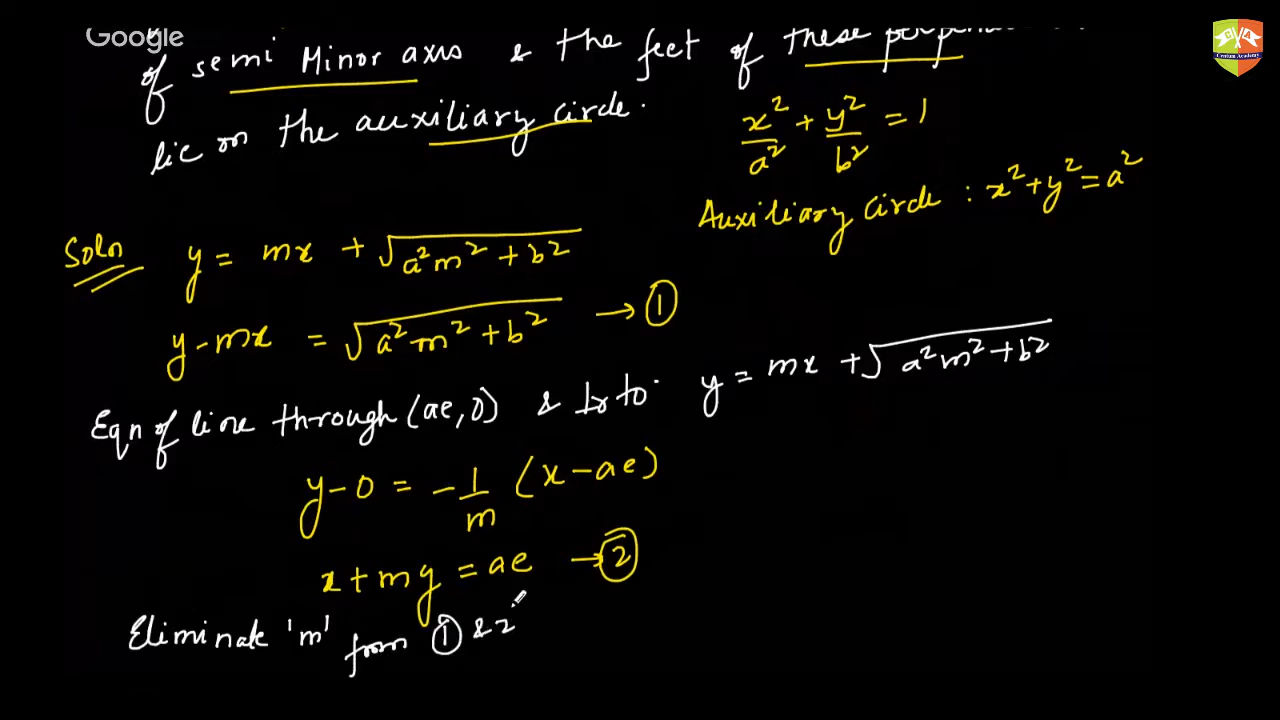 Google
of semi Minor axis & the feet of these
lie on the auxiliary circle.
x²/a² + y²/b² = 1
Auxiliary circle : x² + y² = a²
Soln y = mx + √(a²m² + b²)
y - mx = √(a²m² + b²) → ①
Eqn of line through (ae, 0) & ⊥r to y = mx + √(a²m² + b²)
y - 0 = -1/m (x - ae)
x + my = ae → ②
Eliminate 'm' from ① & 2